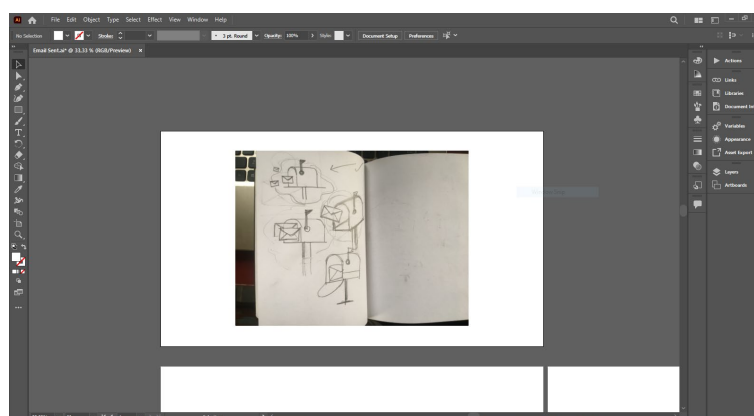 Ai File Edit Object Type Select Effect View Window Help
No Selection Stroke: 3 pt. Round Opacity: 100% Style: Document Setup Preferences
Email Sent.ai* @ 33.33 % (RGB/Preview) ×
Actions
Links
Libraries
Document Inf
Variables
Appearance
Asset Export
Layers
Artboards